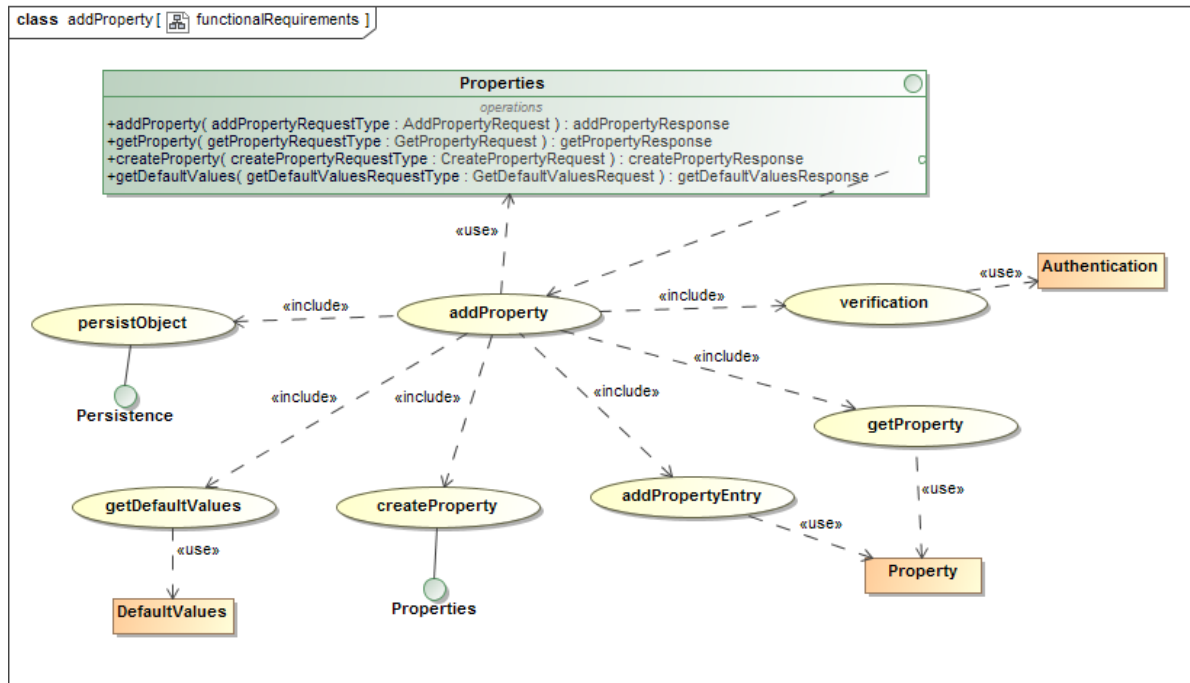 class addProperty [ functionalRequirements ]
Properties
operations
+addProperty( addPropertyRequestType : AddPropertyRequest ) : addPropertyResponse
+getProperty( getPropertyRequestType : GetPropertyRequest ) : getPropertyResponse
+createProperty( createPropertyRequestType : CreatePropertyRequest ) : createPropertyResponse
+getDefaultValues( getDefaultValuesRequestType : GetDefaultValuesRequest ) : getDefaultValuesResponse
«use»
«use»
Authentication
«include»
«include»
verification
persistObject
addProperty
«include»
«include»
«include»
«include»
Persistence
getProperty
addPropertyEntry
«use»
getDefaultValues
createProperty
«use»
«use»
Property
DefaultValues
Properties